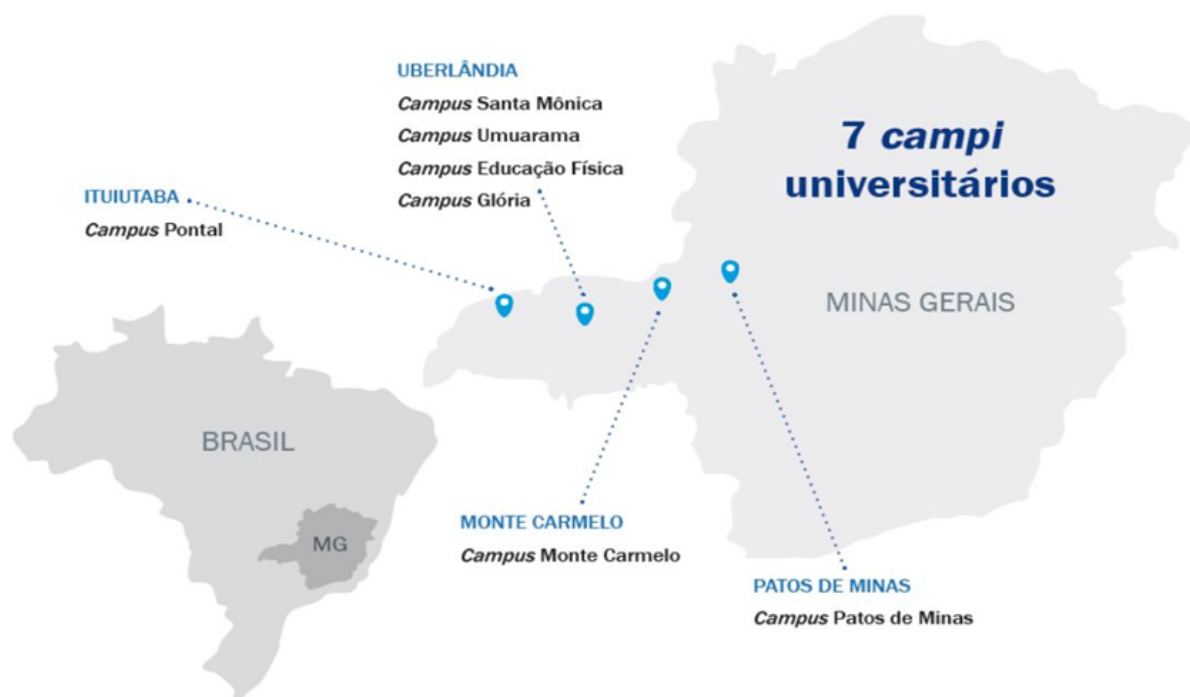 UBERLÂNDIA
Campus Santa Mônica
Campus Umuarama
Campus Educação Física
Campus Glória
7 campi
universitários
ITUIUTABA
Campus Pontal
MINAS GERAIS
BRASIL
MG
MONTE CARMELO
Campus Monte Carmelo
PATOS DE MINAS
Campus Patos de Minas